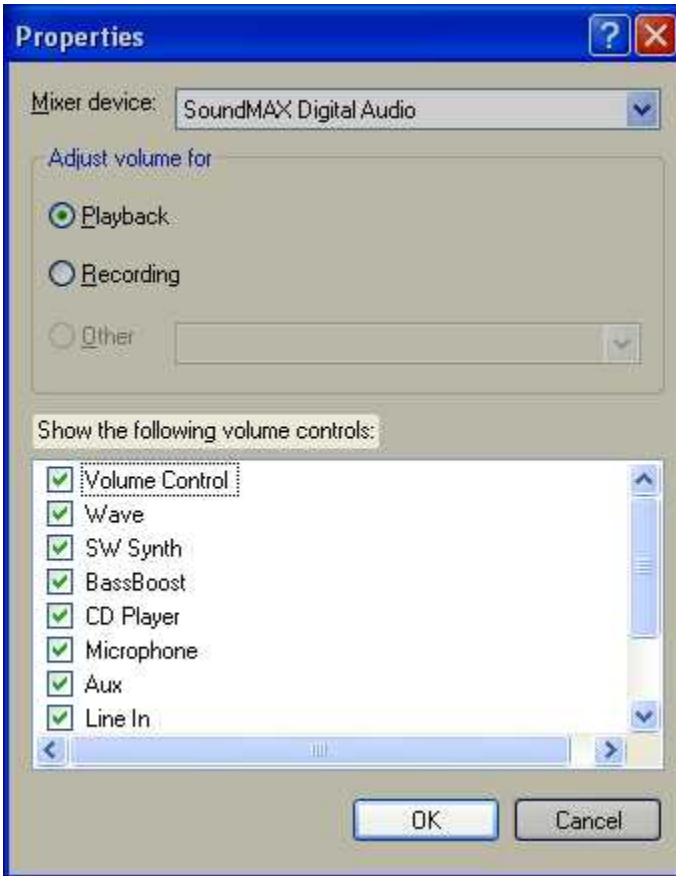 Properties
Mixer device: SoundMAX Digital Audio
Adjust volume for
Playback
Recording
Other
Show the following volume controls:
Volume Control
Wave
SW Synth
BassBoost
CD Player
Microphone
Aux
Line In
OK Cancel